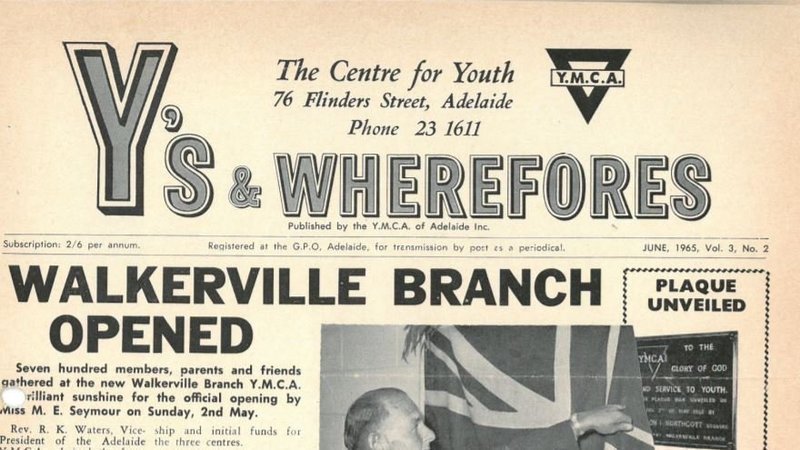 The Centre for Youth
76 Flinders Street, Adelaide
Phone 23 1611
Y.M.C.A.
Y's & WHEREFORES
Published by the Y.M.C.A. of Adelaide Inc.
Subscription: 2/6 per annum.
Registered at the G.P.O, Adelaide, for transmission by post as a periodical.
JUNE, 1965, Vol. 3, No. 2
WALKERVILLE BRANCH
OPENED
Seven hundred members, parents and friends
gathered at the new Walkerville Branch Y.M.C.A.
brilliant sunshine for the official opening by
Miss M. E. Seymour on Sunday, 2nd May.
Rev. R. K. Waters, Vice-
President of the Adelaide
ship and initial funds for
the three centres.
PLAQUE
UNVEILED
YMCA
TO THE
GLORY OF GOD
AND SERVICE TO YOUTH
WALKERVILLE BRANCH